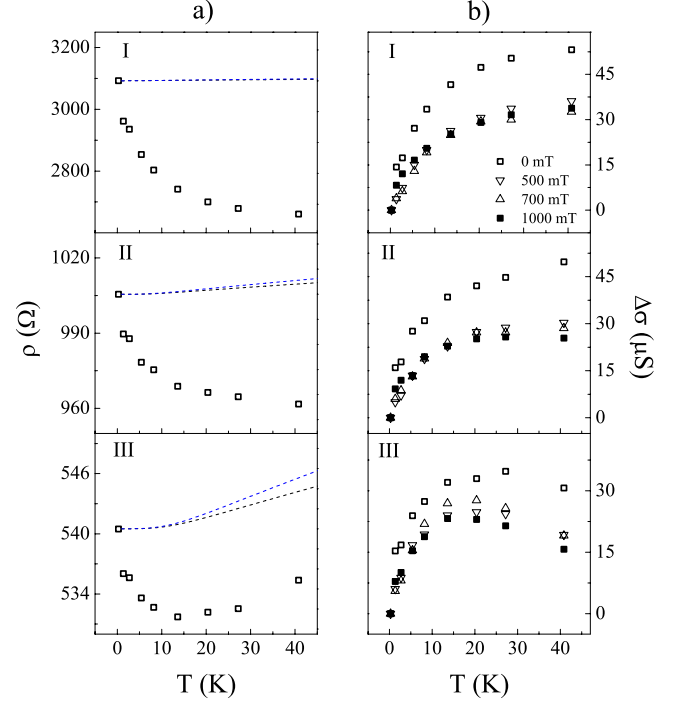 a)
I
3200
3000
2800
ρ (Ω)
II
1020
990
960
III
546
540
534
0 10 20 30 40
T (K)
b)
I
45
30
15
0
0 mT
500 mT
700 mT
1000 mT
II
45
30
15
0
Δσ (μS)
III
30
15
0
0 10 20 30 40
T (K)